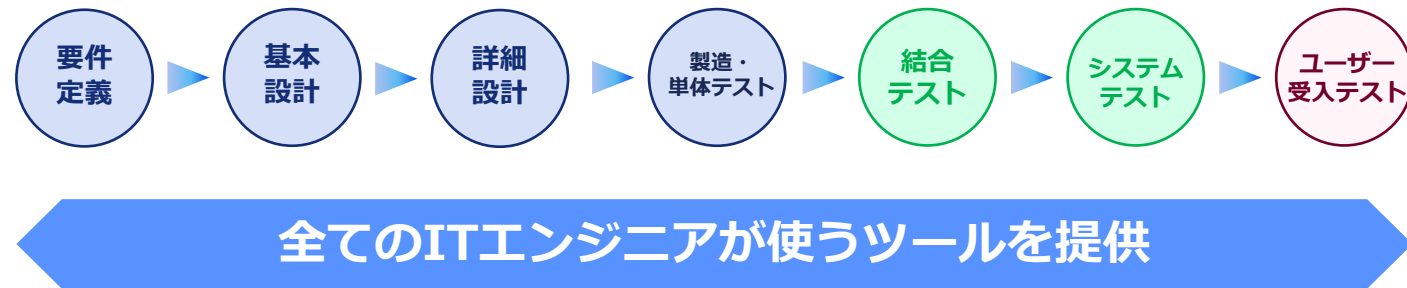 要件
定義
基本
設計
詳細
設計
製造・
単体テスト
結合
テスト
システム
テスト
ユーザー
受入テスト
全てのITエンジニアが使うツールを提供